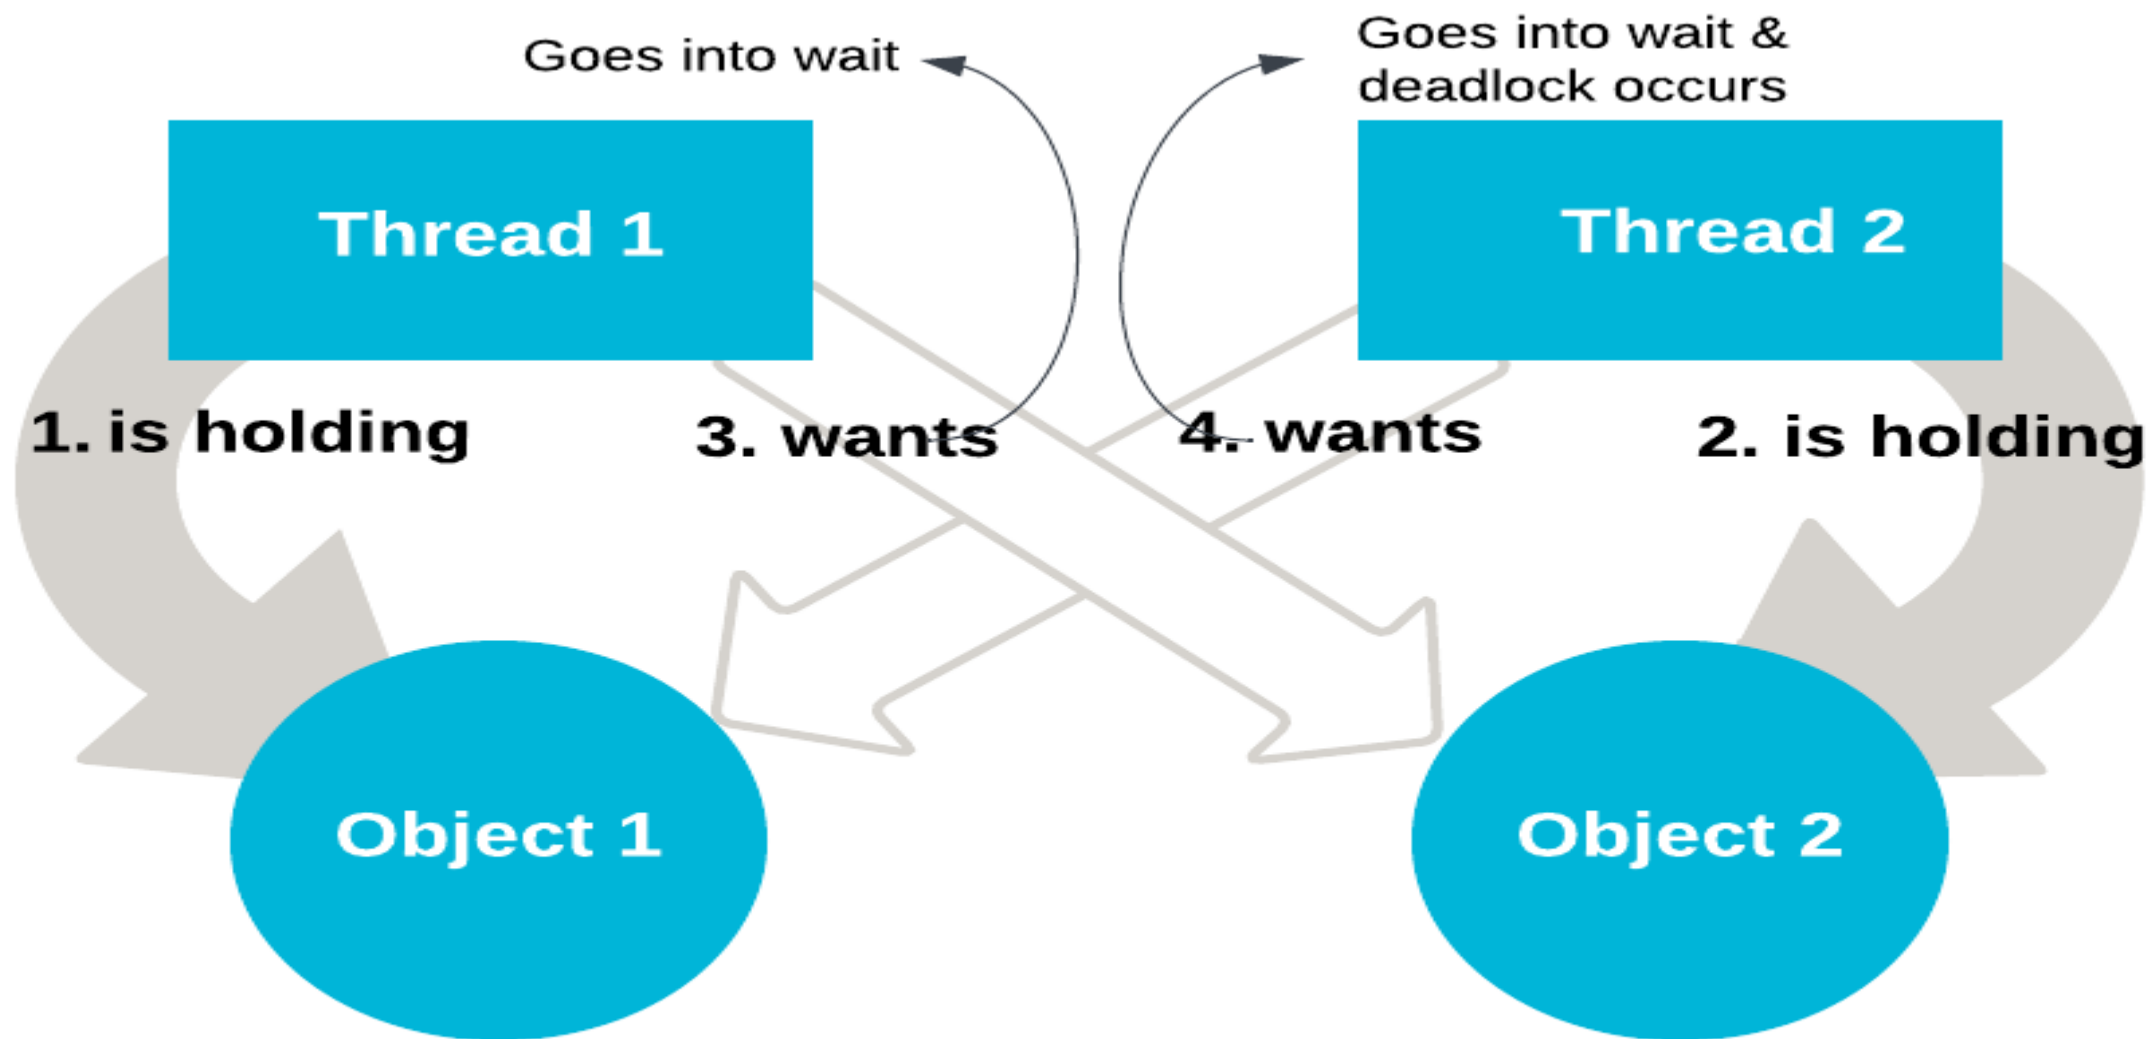 Goes into wait
Goes into wait &
deadlock occurs
Thread 1
Thread 2
1. is holding
3. wants
4. wants
2. is holding
Object 1
Object 2